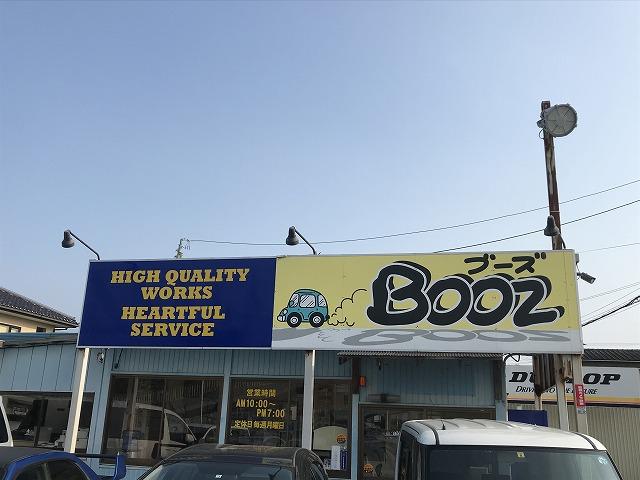 HIGH QUALITY
WORKS
HEARTFUL
SERVICE
ブーズ
BOOZ
営業時間
AM10:00〜
PM7:00
定休日毎週月曜日